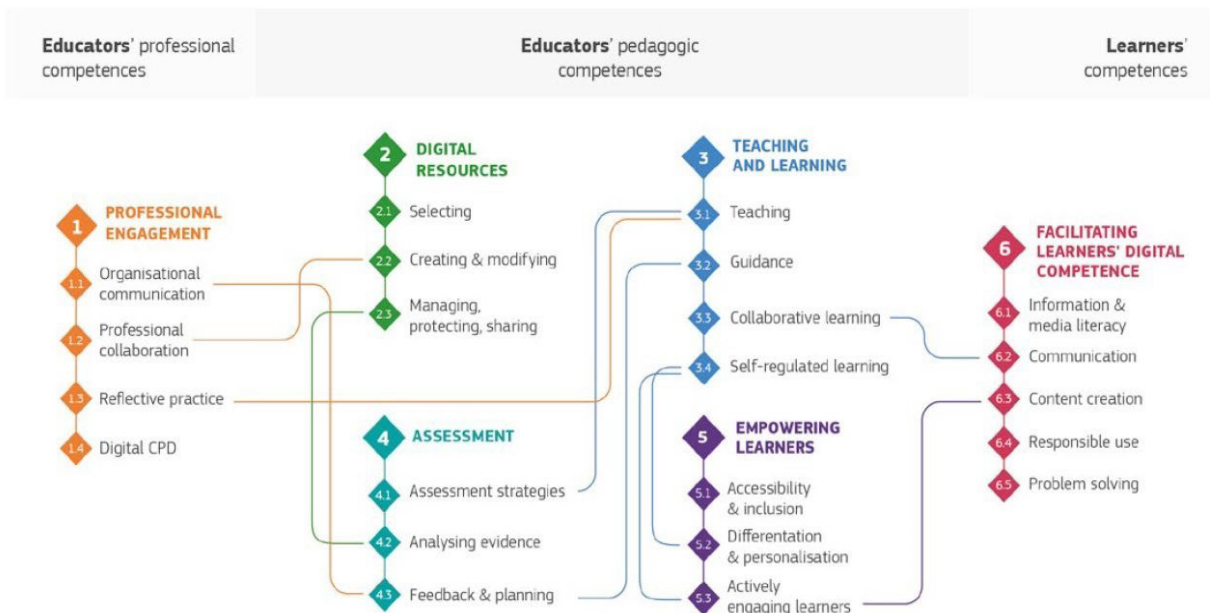 Educators' professional
competences
Educators' pedagogic
competences
Learners'
competences
1
PROFESSIONAL
ENGAGEMENT
1.1
Organisational
communication
1.2
Professional
collaboration
1.3
Reflective practice
1.4
Digital CPD
2
DIGITAL
RESOURCES
2.1
Selecting
2.2
Creating & modifying
2.3
Managing,
protecting, sharing
3
TEACHING
AND LEARNING
3.1
Teaching
3.2
Guidance
3.3
Collaborative learning
3.4
Self-regulated learning
4
ASSESSMENT
4.1
Assessment strategies
4.2
Analysing evidence
4.3
Feedback & planning
5
EMPOWERING
LEARNERS
5.1
Accessibility
& inclusion
5.2
Differentation
& personalisation
5.3
Actively
engaging learners
6
FACILITATING
LEARNERS' DIGITAL
COMPETENCE
6.1
Information &
media literacy
6.2
Communication
6.3
Content creation
6.4
Responsible use
6.5
Problem solving